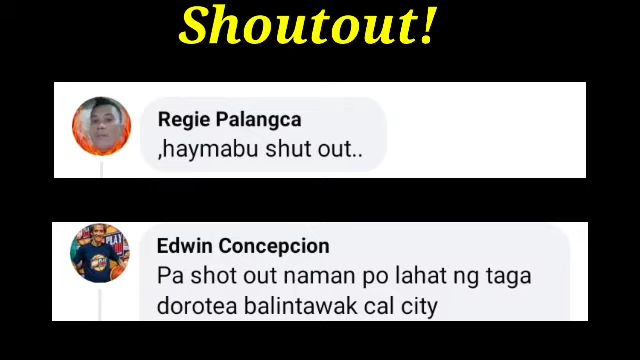 Shoutout!
Regie Palangca
,haymabu shut out..
Edwin Concepcion
Pa shot out naman po lahat ng taga
dorotea balintawak cal city